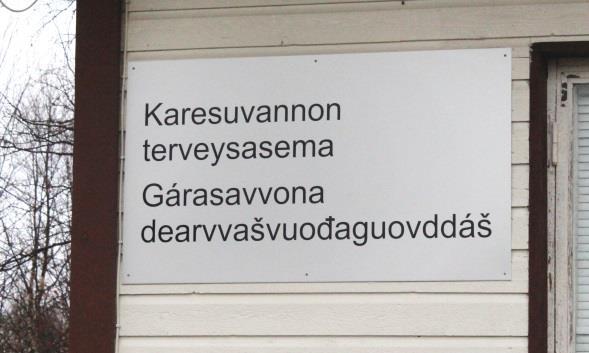 Karesuvannon
terveysasema
Gárasavvona
dearvvašvuođaguovddáš